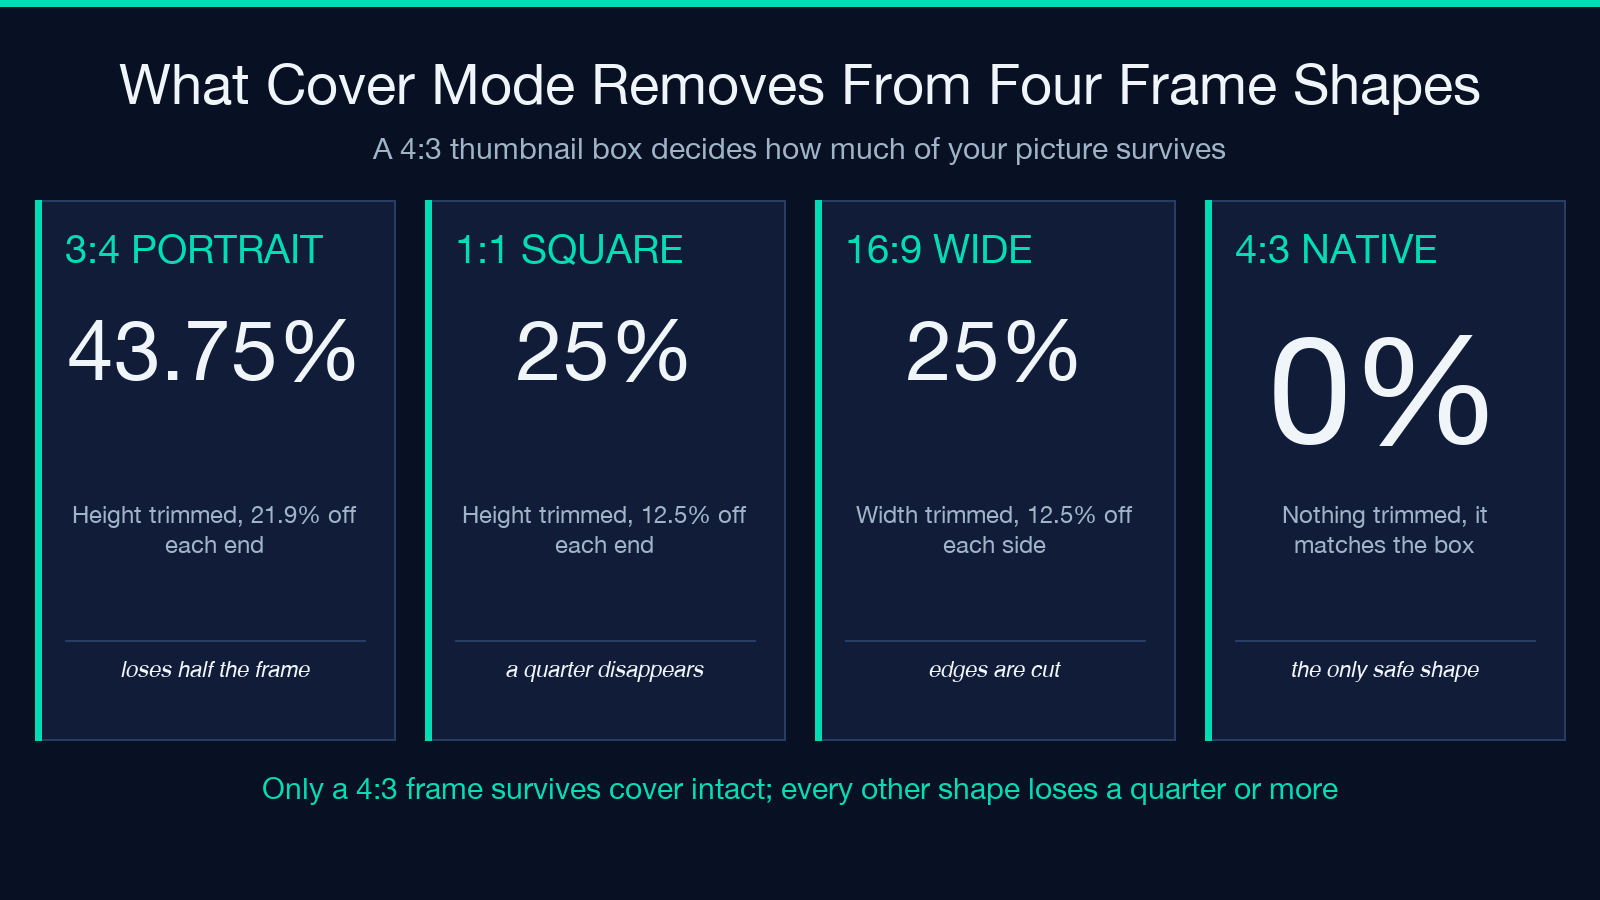 What Cover Mode Removes From Four Frame Shapes
A 4:3 thumbnail box decides how much of your picture survives
3:4 PORTRAIT
43.75%
Height trimmed, 21.9% off
each end
loses half the frame
1:1 SQUARE
25%
Height trimmed, 12.5% off
each end
a quarter disappears
16:9 WIDE
25%
Width trimmed, 12.5% off
each side
edges are cut
4:3 NATIVE
0%
Nothing trimmed, it
matches the box
the only safe shape
Only a 4:3 frame survives cover intact; every other shape loses a quarter or more